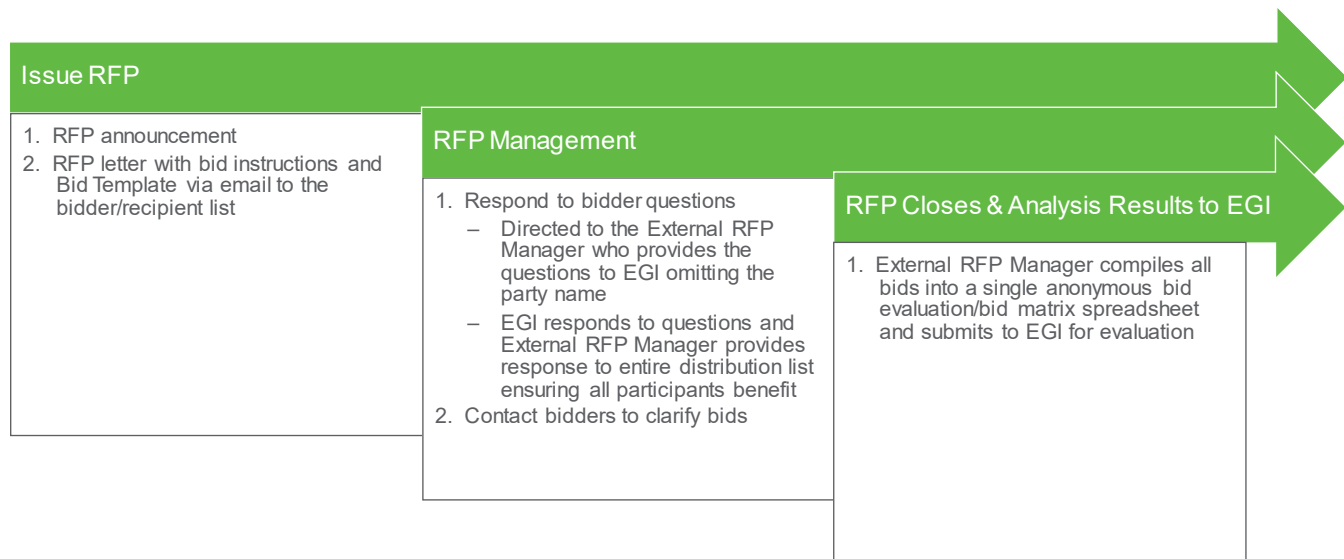 Issue RFP
1. RFP announcement
2. RFP letter with bid instructions and
Bid Template via email to the
bidder/recipient list
RFP Management
1. Respond to bidder questions
– Directed to the External RFP
Manager who provides the
questions to EGI omitting the
party name
– EGI responds to questions and
External RFP Manager provides
response to entire distribution list
ensuring all participants benefit
2. Contact bidders to clarify bids
RFP Closes & Analysis Results to EGI
1. External RFP Manager compiles all
bids into a single anonymous bid
evaluation/bid matrix spreadsheet
and submits to EGI for evaluation